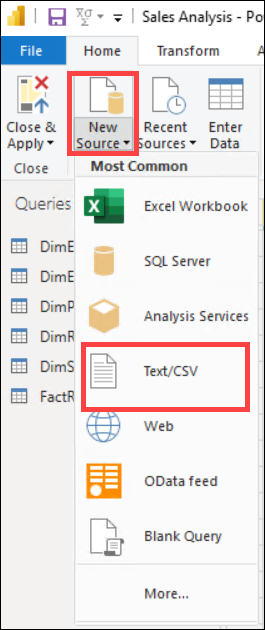 Sales Analysis - Po
File Home Transform A
Close & New Recent Enter
Apply Source Sources Data
Close Most Common
Queries Excel Workbook
DimE SQL Server
DimE
DimP Analysis Services
DimR
DimS Text/CSV
FactR
Web
OData feed
Blank Query
More...